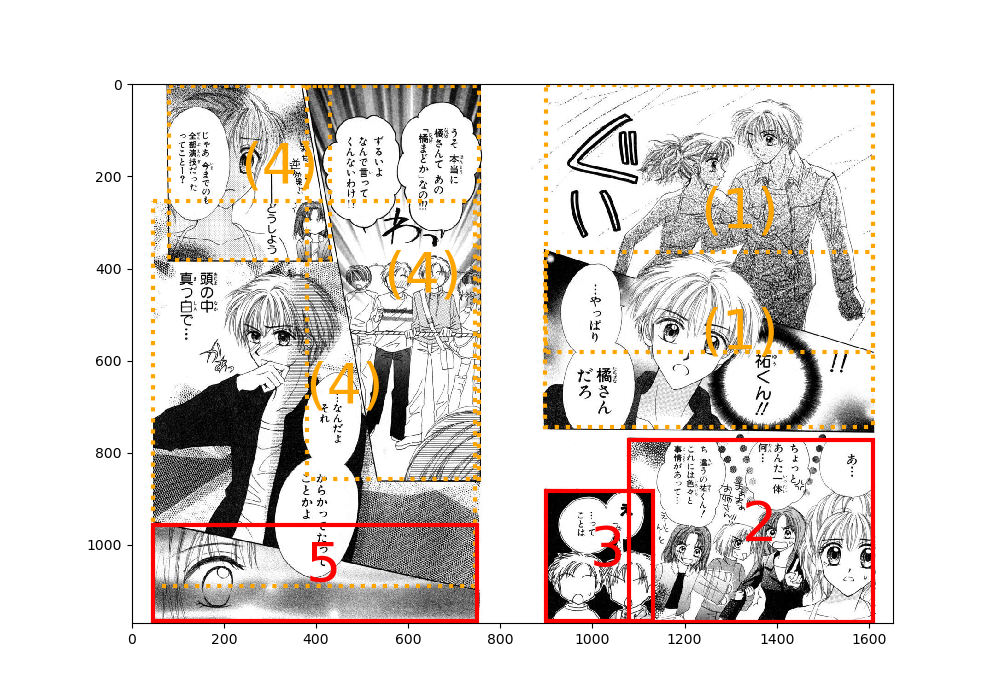 ぐい
(1)
!!
祐くん!!
(1)
…やっぱり
橘さん
だろ
あ…
ちょっと
あんた一体
何…
2
ち 違うの祐くん!
これには色々と
事情があって…
え
…って
ことは
3
うそ 本当に
橘さんて あの
『橘まどか』なの!!?
ずるいよ
なんで言って
くんないわけ!?
わっ
(4)
どうしよう
(4)
じゃあ 今までのも
全部演技だった
ってこと―?
頭の中
真っ白で…
かあっ
(4)
…なんだよ
それ
からかってたっ
ことかよ
5
0
200
400
600
800
1000
0
200
400
600
800
1000
1200
1400
1600